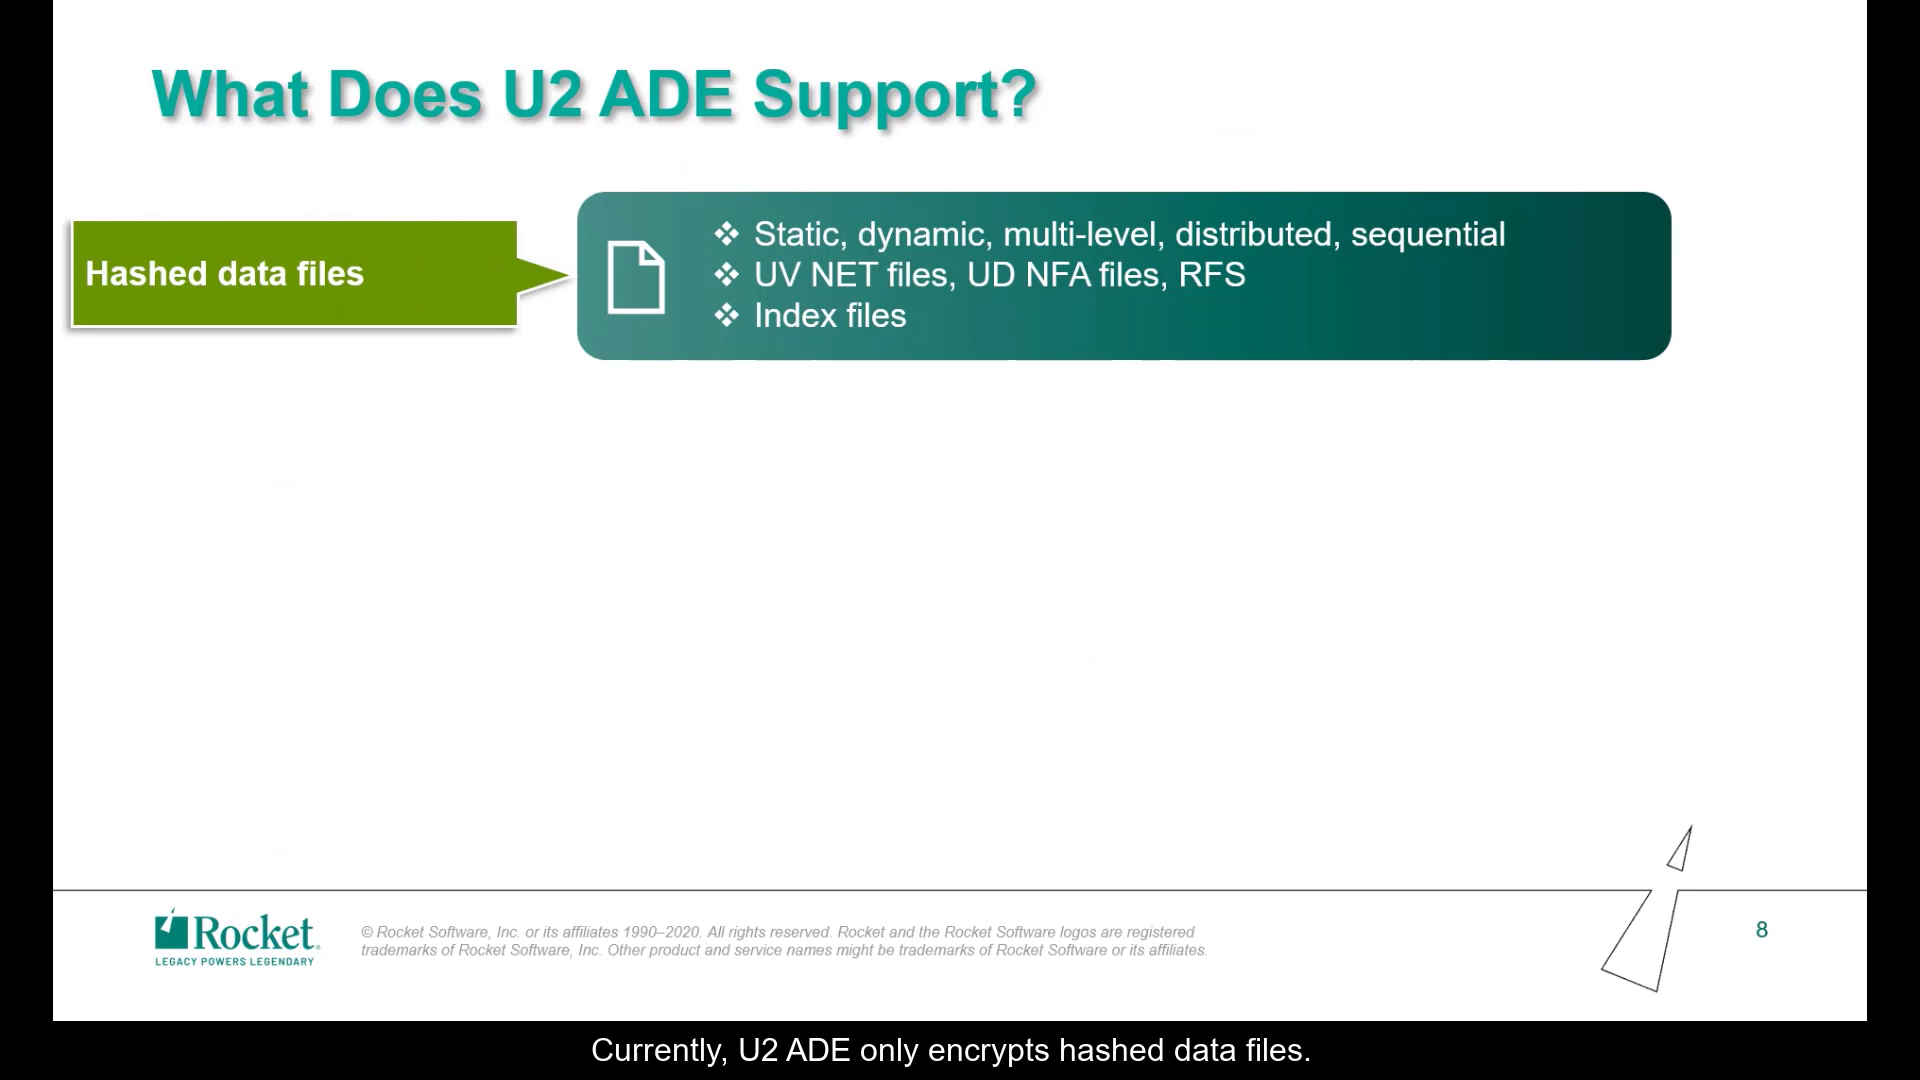 What Does U2 ADE Support?
Hashed data files
❖ Static, dynamic, multi-level, distributed, sequential
❖ UV NET files, UD NFA files, RFS
❖ Index files
Rocket
LEGACY POWERS LEGENDARY
© Rocket Software, Inc. or its affiliates 1990–2020. All rights reserved. Rocket and the Rocket Software logos are registered
trademarks of Rocket Software, Inc. Other product and service names might be trademarks of Rocket Software or its affiliates.
8
Currently, U2 ADE only encrypts hashed data files.